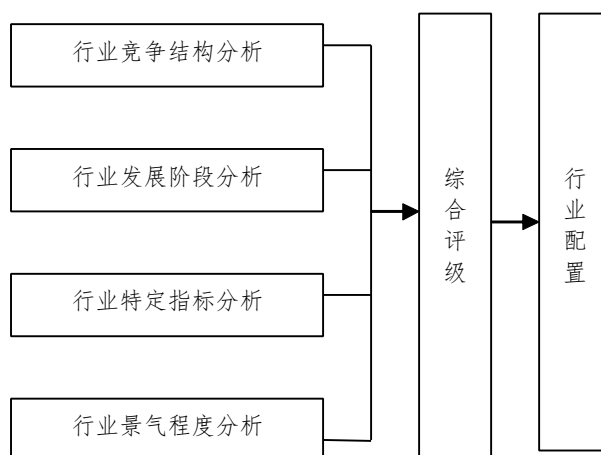 行业竞争结构分析
行业发展阶段分析
行业特定指标分析
行业景气程度分析
综合评级
行业配置